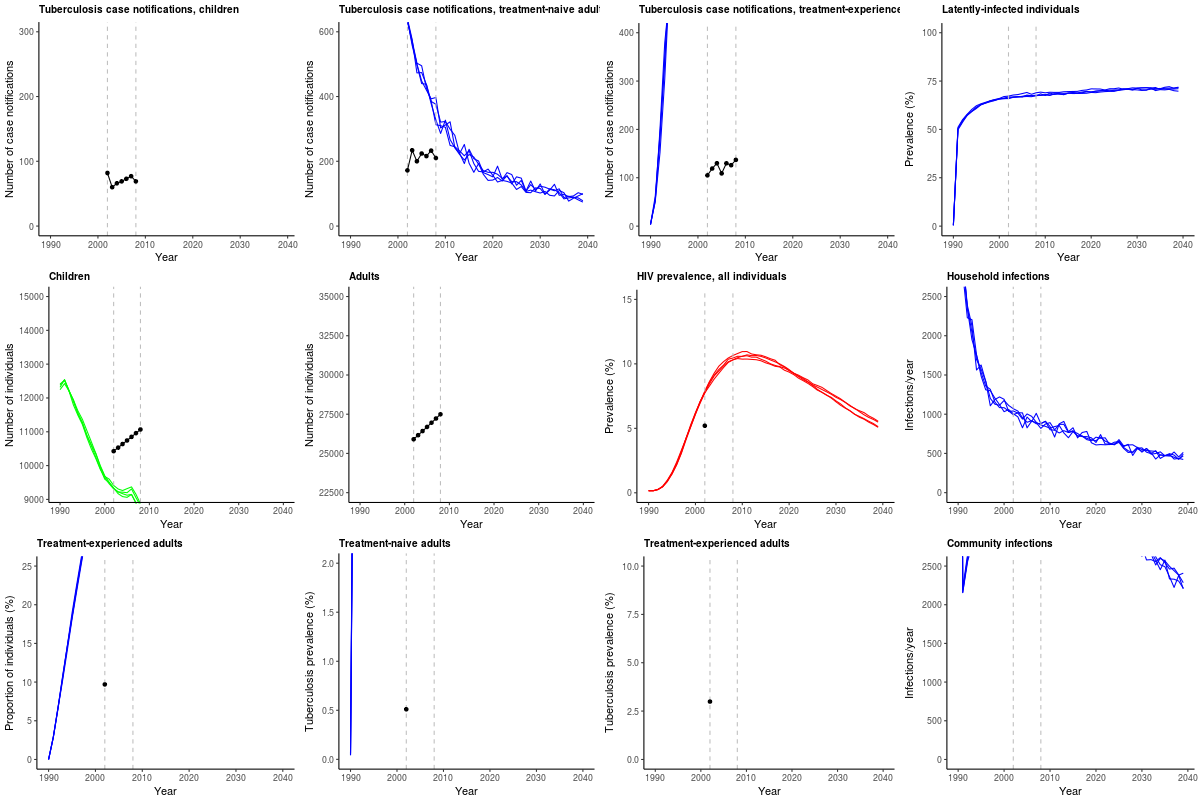 Tuberculosis case notifications, children
Number of case notifications
300
200
100
0
1990 2000 2010 2020 2030 2040
Year
Tuberculosis case notifications, treatment-naive adul
Number of case notifications
600
400
200
0
1990 2000 2010 2020 2030 2040
Year
Tuberculosis case notifications, treatment-experience
Number of case notifications
400
300
200
100
0
1990 2000 2010 2020 2030 2040
Year
Latently-infected individuals
Prevalence (%)
100
75
50
25
0
1990 2000 2010 2020 2030 2040
Year
Children
Number of individuals
15000
14000
13000
12000
11000
10000
9000
1990 2000 2010 2020 2030 2040
Year
Adults
Number of individuals
35000
32500
30000
27500
25000
22500
1990 2000 2010 2020 2030 2040
Year
HIV prevalence, all individuals
Prevalence (%)
15
10
5
0
1990 2000 2010 2020 2030 2040
Year
Household infections
Infections/year
2500
2000
1500
1000
500
0
1990 2000 2010 2020 2030 2040
Year
Treatment-experienced adults
Proportion of individuals (%)
25
20
15
10
5
0
1990 2000 2010 2020 2030 2040
Year
Treatment-naive adults
Tuberculosis prevalence (%)
2.0
1.5
1.0
0.5
0.0
1990 2000 2010 2020 2030 2040
Year
Treatment-experienced adults
Tuberculosis prevalence (%)
10.0
7.5
5.0
2.5
0.0
1990 2000 2010 2020 2030 2040
Year
Community infections
Infections/year
2500
2000
1500
1000
500
0
1990 2000 2010 2020 2030 2040
Year